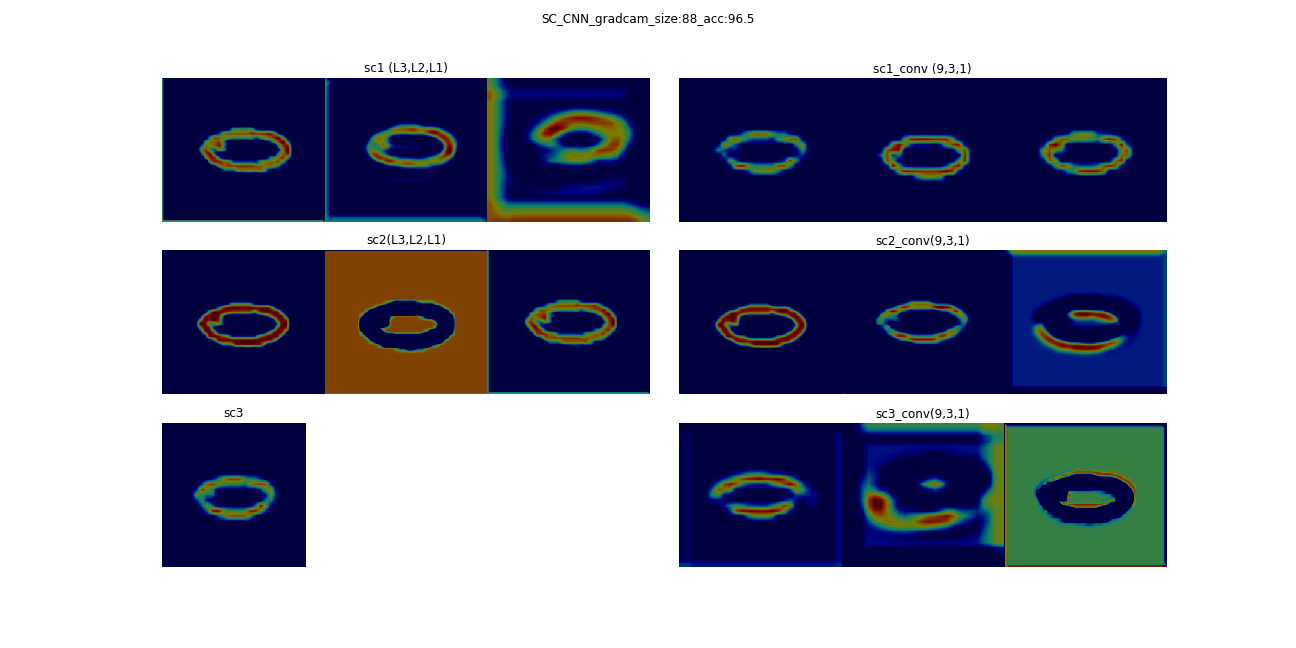 SC_CNN_gradcam_size:88_acc:96.5
sc1 (L3,L2,L1)
sc1_conv (9,3,1)
sc2(L3,L2,L1)
sc2_conv(9,3,1)
sc3
sc3_conv(9,3,1)